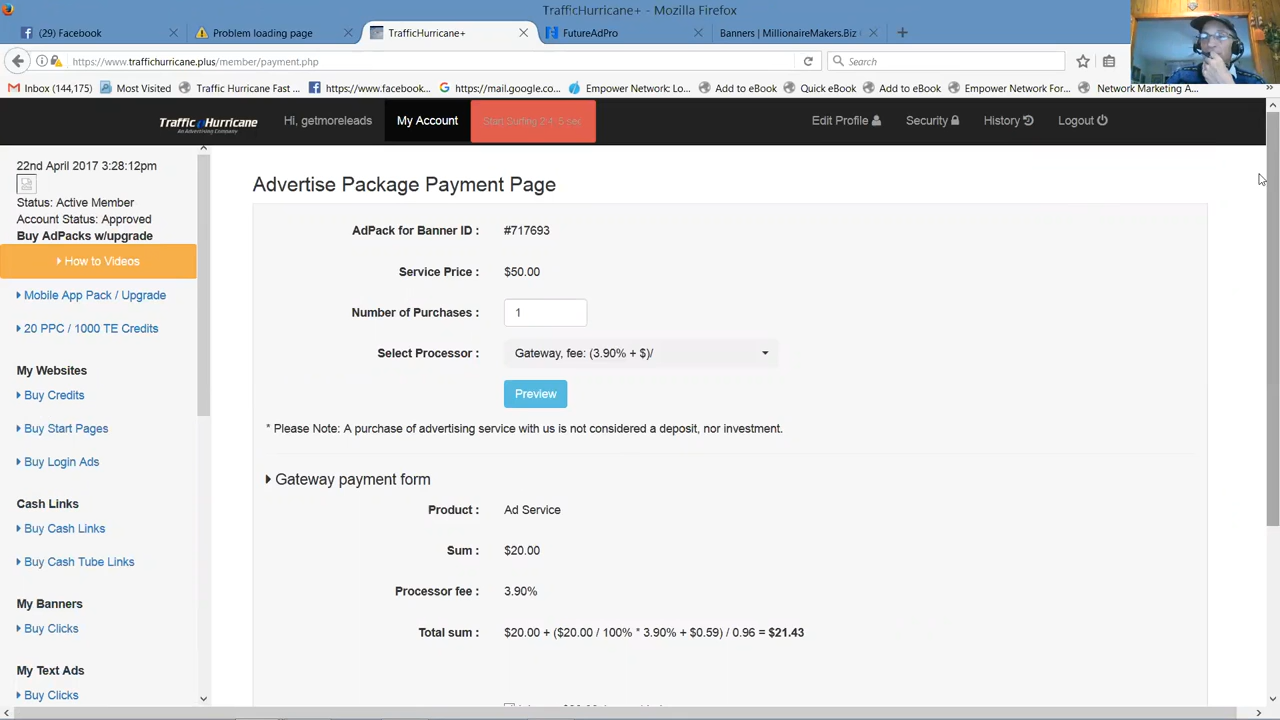 TrafficHurricane+ - Mozilla Firefox
(29) Facebook
Problem loading page
TrafficHurricane+
FutureAdPro
Banners | MillionaireMakers.Biz
https://www.traffichurricane.plus/member/payment.php
Search
Inbox (144,175)
Most Visited
Traffic Hurricane Fast ...
https://www.facebook...
https://mail.google.co...
Empower Network: Lo...
Add to eBook
Quick eBook
Add to eBook
Empower Network For...
Network Marketing A...
Traffic Hurricane
An Advertising Company
Hi, getmoreleads
My Account
Edit Profile
Security
History
Logout
22nd April 2017 3:28:12pm
Status: Active Member
Account Status: Approved
Buy AdPacks w/upgrade
How to Videos
Mobile App Pack / Upgrade
20 PPC / 1000 TE Credits
My Websites
Buy Credits
Buy Start Pages
Buy Login Ads
Cash Links
Buy Cash Links
Buy Cash Tube Links
My Banners
Buy Clicks
My Text Ads
Buy Clicks
Advertise Package Payment Page
AdPack for Banner ID : #717693
Service Price : $50.00
Number of Purchases : 1
Select Processor : Gateway, fee: (3.90% + $)/
Preview
* Please Note: A purchase of advertising service with us is not considered a deposit, nor investment.
Gateway payment form
Product : Ad Service
Sum : $20.00
Processor fee : 3.90%
Total sum : $20.00 + ($20.00 / 100% * 3.90% + $0.59) / 0.96 = $21.43